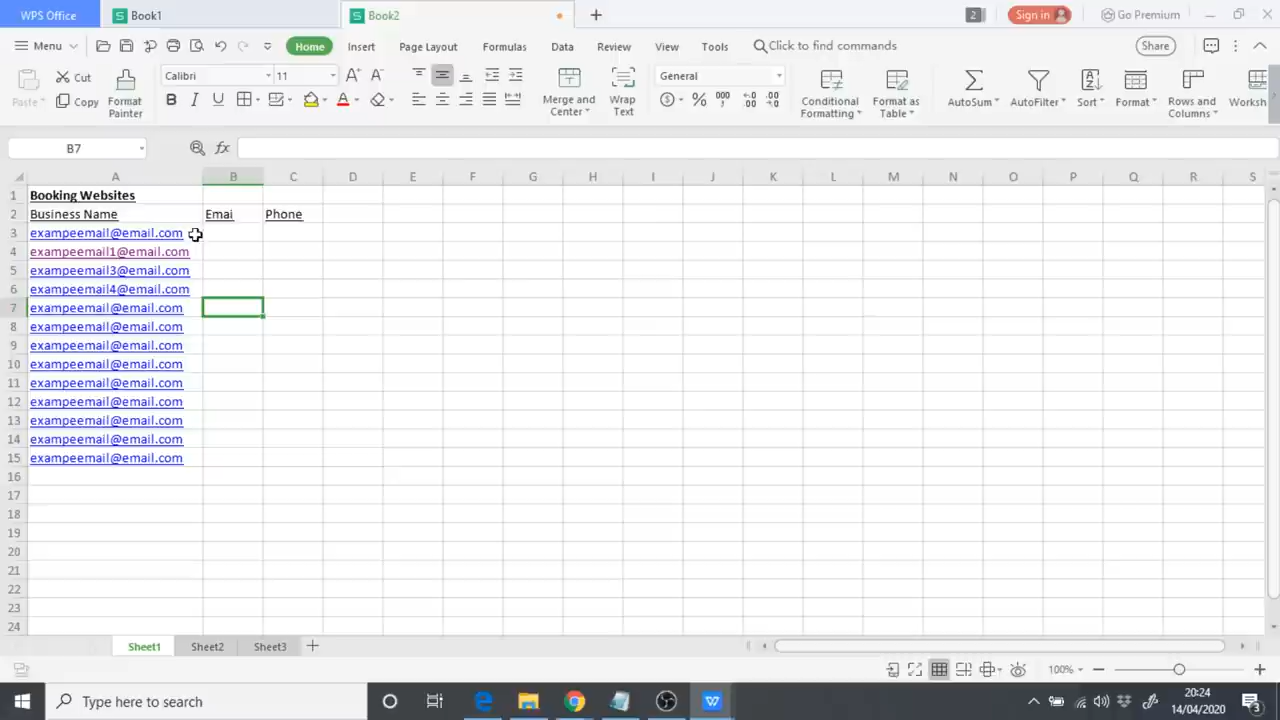 WPS Office Book1 Book2 + 2 Sign in Go Premium
Menu Home Insert Page Layout Formulas Data Review View Tools Click to find commands Share
Paste Cut Copy Format Painter Calibri 11 B I U A Merge and Center Wrap Text General Conditional Formatting Format as Table AutoSum AutoFilter Sort Format Rows and Columns Worksh
B7 fx
A B C D E F G H I J K L M N O P Q R S
1 Booking Websites
2 Business Name Emai Phone
3 exampeemail@email.com
4 exampeemail1@email.com
5 exampeemail3@email.com
6 exampeemail4@email.com
7 exampeemail@email.com
8 exampeemail@email.com
9 exampeemail@email.com
10 exampeemail@email.com
11 exampeemail@email.com
12 exampeemail@email.com
13 exampeemail@email.com
14 exampeemail@email.com
15 exampeemail@email.com
16
17
18
19
20
21
22
23
24
Sheet1 Sheet2 Sheet3 +
100%
Type here to search
20:24
14/04/2020
3